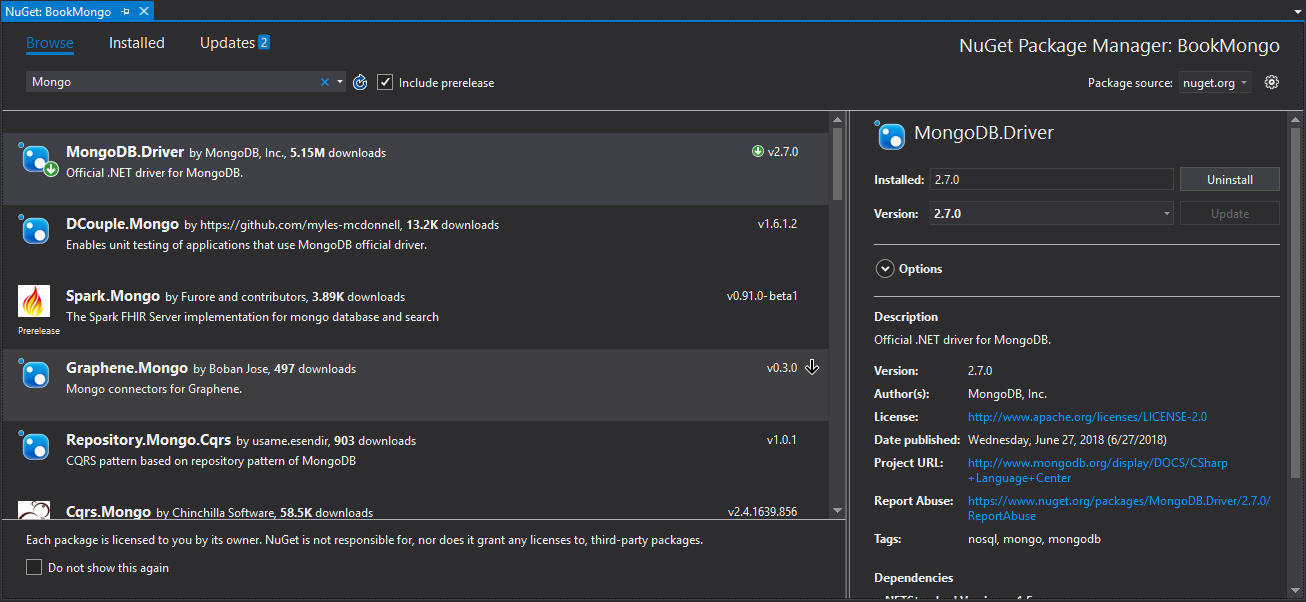 NuGet: BookMongo
Browse Installed Updates 2
NuGet Package Manager: BookMongo
Mongo
Include prerelease
Package source: nuget.org
MongoDB.Driver by MongoDB, Inc., 5.15M downloads v2.7.0
Official .NET driver for MongoDB.
DCouple.Mongo by https://github.com/myles-mcdonnell, 13.2K downloads v1.6.1.2
Enables unit testing of applications that use MongoDB official driver.
Spark.Mongo by Furore and contributors, 3.89K downloads v0.91.0-beta1
The Spark FHIR Server implementation for mongo database and search
Prerelease
Graphene.Mongo by Boban Jose, 497 downloads v0.3.0
Mongo connectors for Graphene.
Repository.Mongo.Cqrs by usame.esendir, 903 downloads v1.0.1
CQRS pattern based on repository pattern of MongoDB
Cqrs.Mongo by Chinchilla Software, 58.5K downloads v2.4.1639.856
Each package is licensed to you by its owner. NuGet is not responsible for, nor does it grant any licenses to, third-party packages.
Do not show this again
MongoDB.Driver
Installed: 2.7.0 Uninstall
Version: 2.7.0 Update
Options
Description
Official .NET driver for MongoDB.
Version: 2.7.0
Author(s): MongoDB, Inc.
License: http://www.apache.org/licenses/LICENSE-2.0
Date published: Wednesday, June 27, 2018 (6/27/2018)
Project URL: http://www.mongodb.org/display/DOCS/CSharp
+Language+Center
Report Abuse: https://www.nuget.org/packages/MongoDB.Driver/2.7.0/
ReportAbuse
Tags: nosql, mongo, mongodb
Dependencies